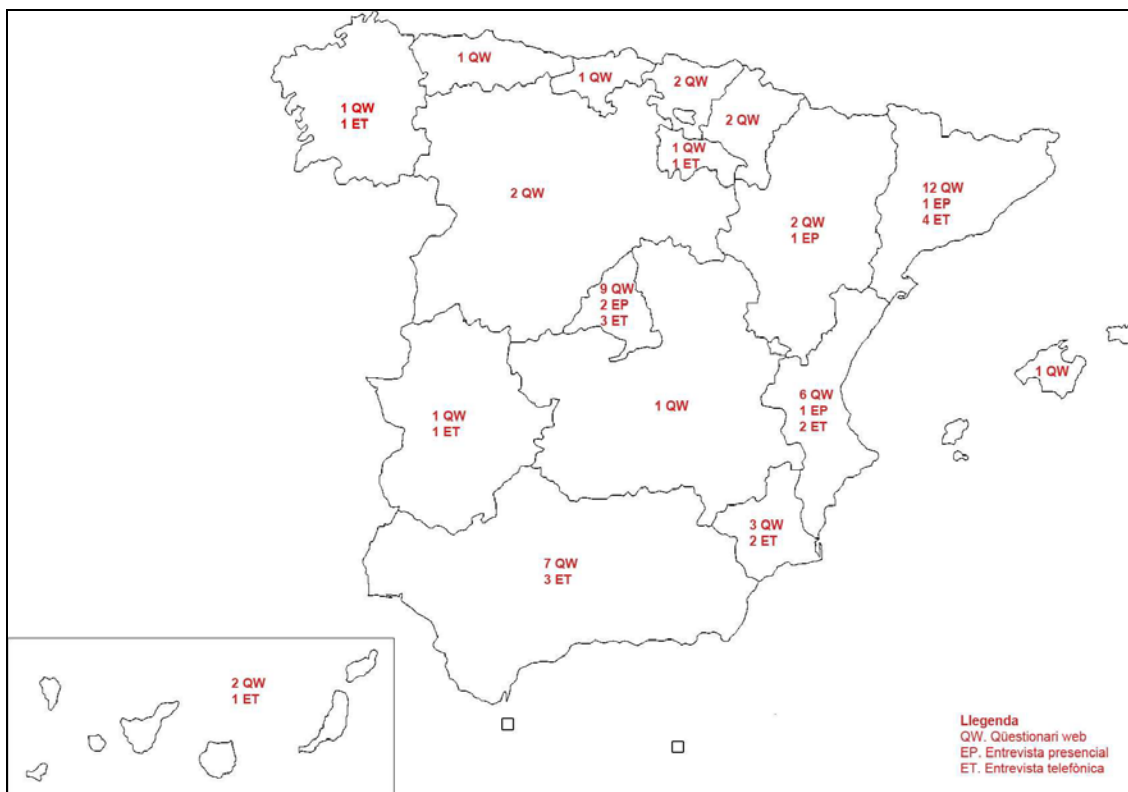 1 QW
1 QW
2 QW
1 QW
1 ET
2 QW
1 QW
1 ET
2 QW
12 QW
1 EP
4 ET
2 QW
1 EP
9 QW
2 EP
3 ET
1 QW
6 QW
1 EP
2 ET
1 QW
1 QW
1 ET
3 QW
2 ET
7 QW
3 ET
2 QW
1 ET
Llegenda
QW. Qüestionari web
EP. Entrevista presencial
ET. Entrevista telefònica